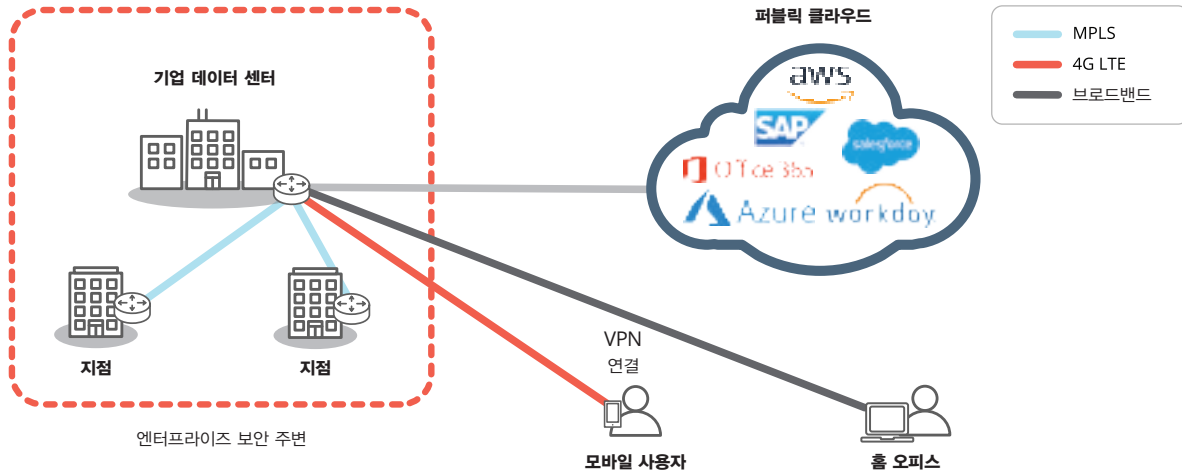 퍼블릭 클라우드
MPLS
4G LTE
브로드밴드
기업 데이터 센터
aws
SAP
salesforce
Office 365
Azure
workday.
지점
지점
VPN
연결
엔터프라이즈 보안 주변
모바일 사용자
홈 오피스